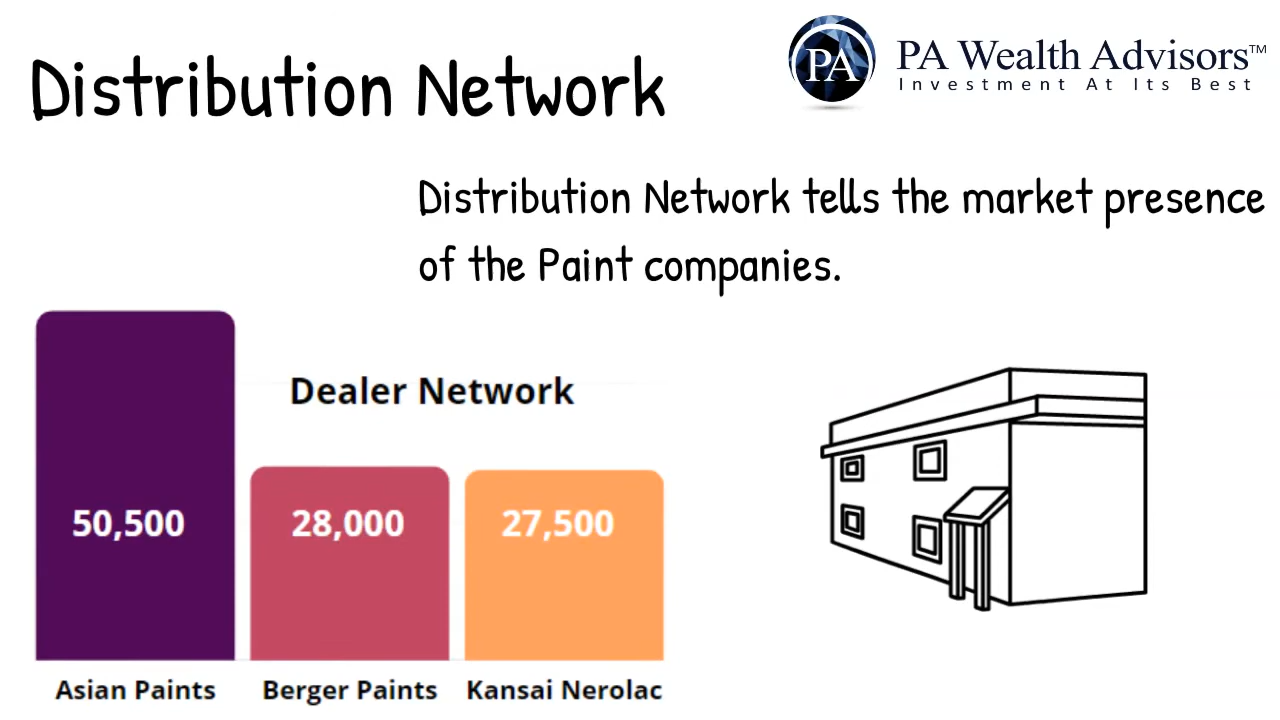 Distribution Network
PA
PA Wealth Advisors™
Investment At Its Best
Distribution Network tells the market presence
of the Paint companies.
Dealer Network
50,500
28,000
27,500
Asian Paints
Berger Paints
Kansai Nerolac